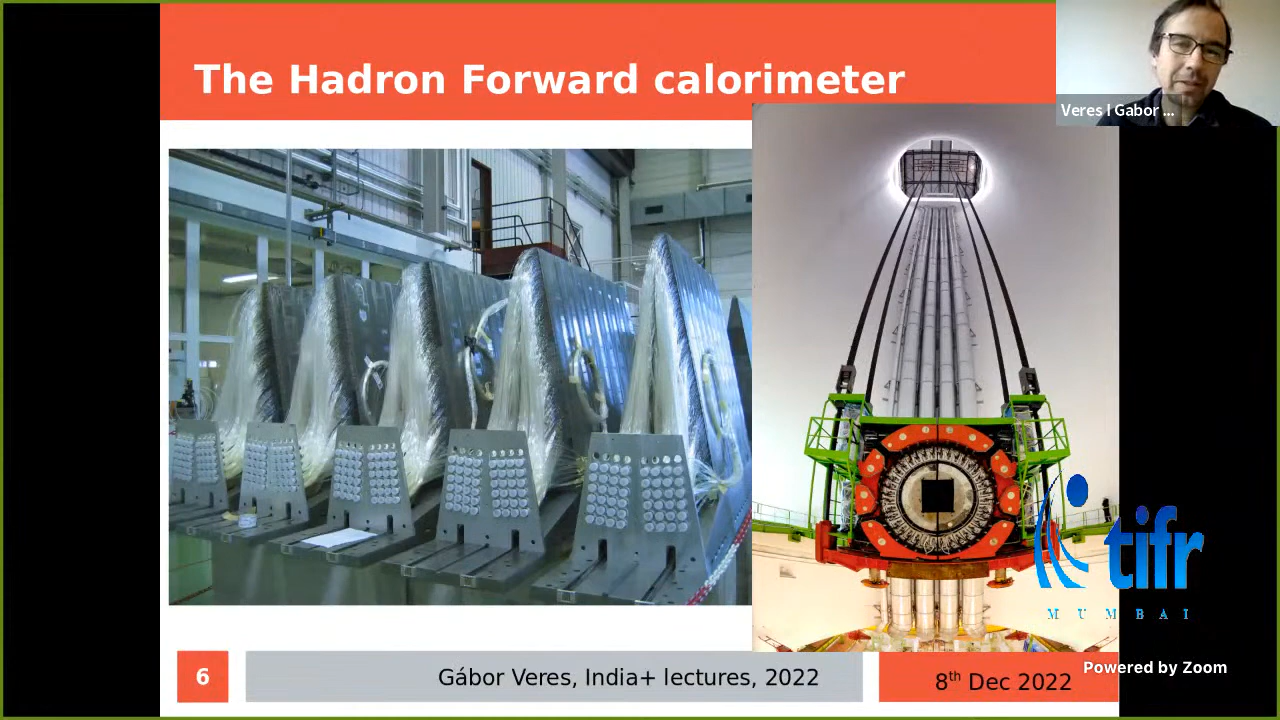 The Hadron Forward calorimeter
Veres I Gabor ...
tifr
MUMBAI
6
Gábor Veres, India+ lectures, 2022
8th Dec 2022
Powered by Zoom